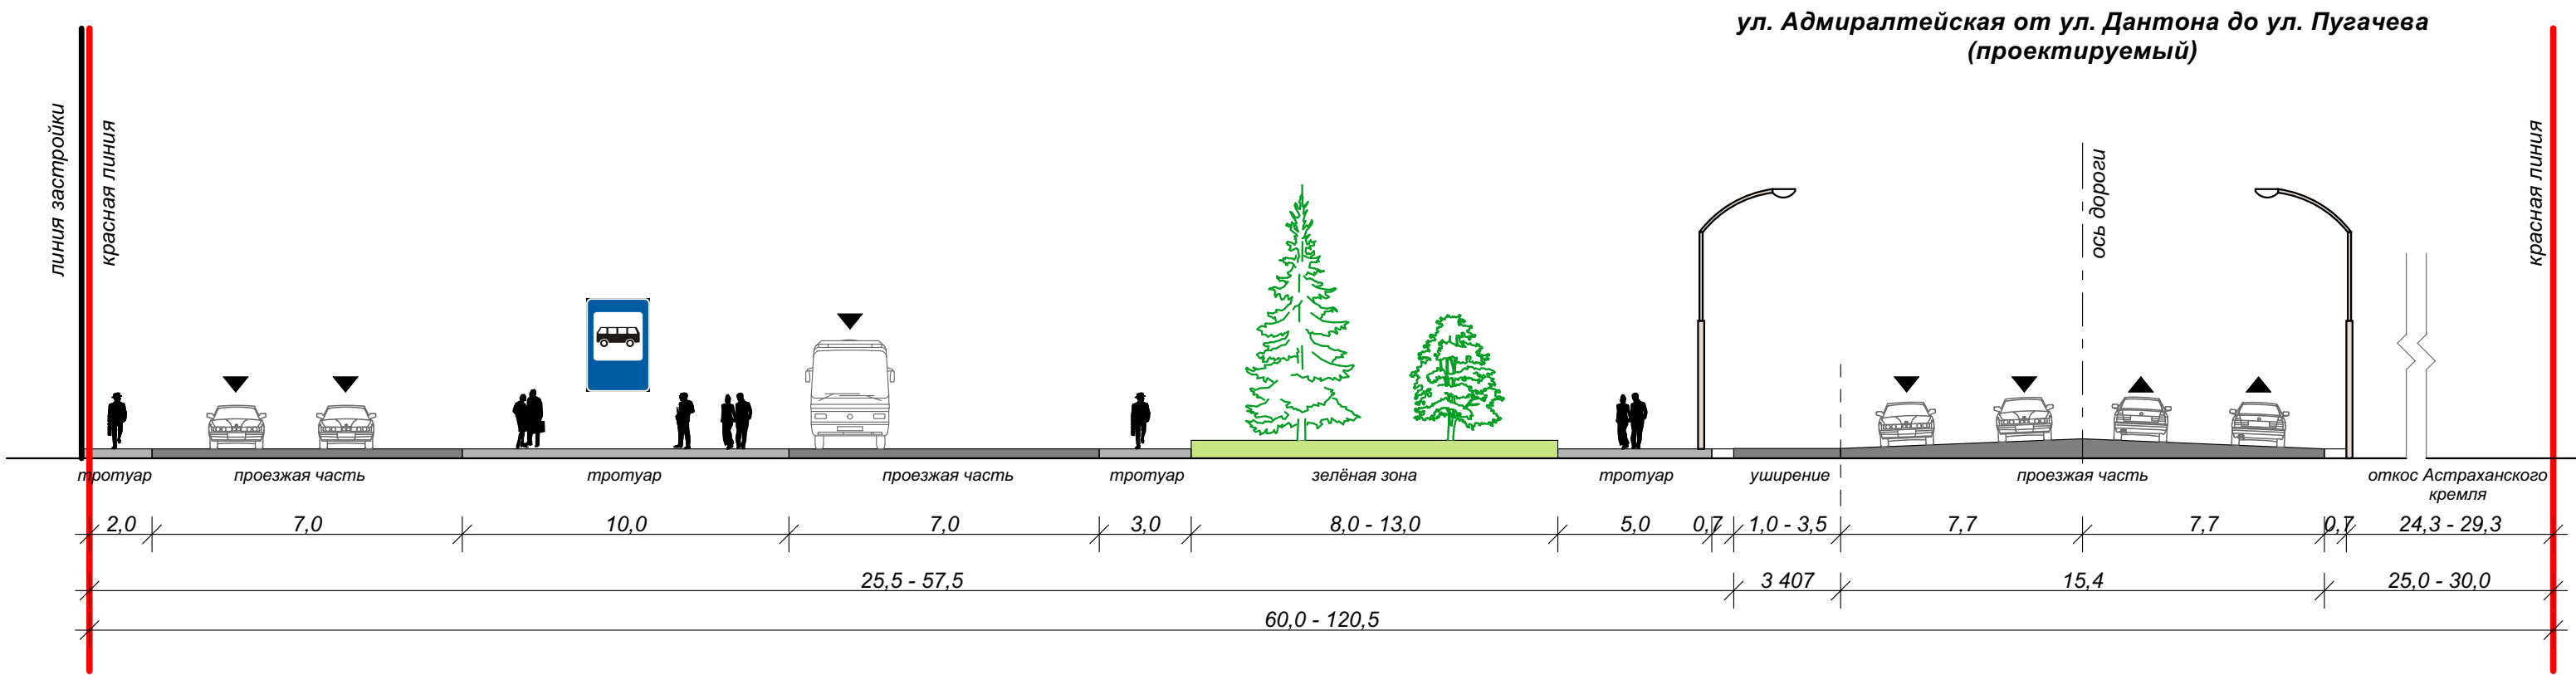 ул. Адмиралтейская от ул. Дантона до ул. Пугачева
(проектируемый)
линия застройки
красная линия
ось дороги
красная линия
тротуар
проезжая часть
тротуар
проезжая часть
тротуар
зелёная зона
тротуар
уширение
проезжая часть
откос Астраханского
кремля
2,0
7,0
10,0
7,0
3,0
8,0 - 13,0
5,0
0,7
1,0 - 3,5
7,7
7,7
0,7
24,3 - 29,3
25,5 - 57,5
3 407
15,4
25,0 - 30,0
60,0 - 120,5